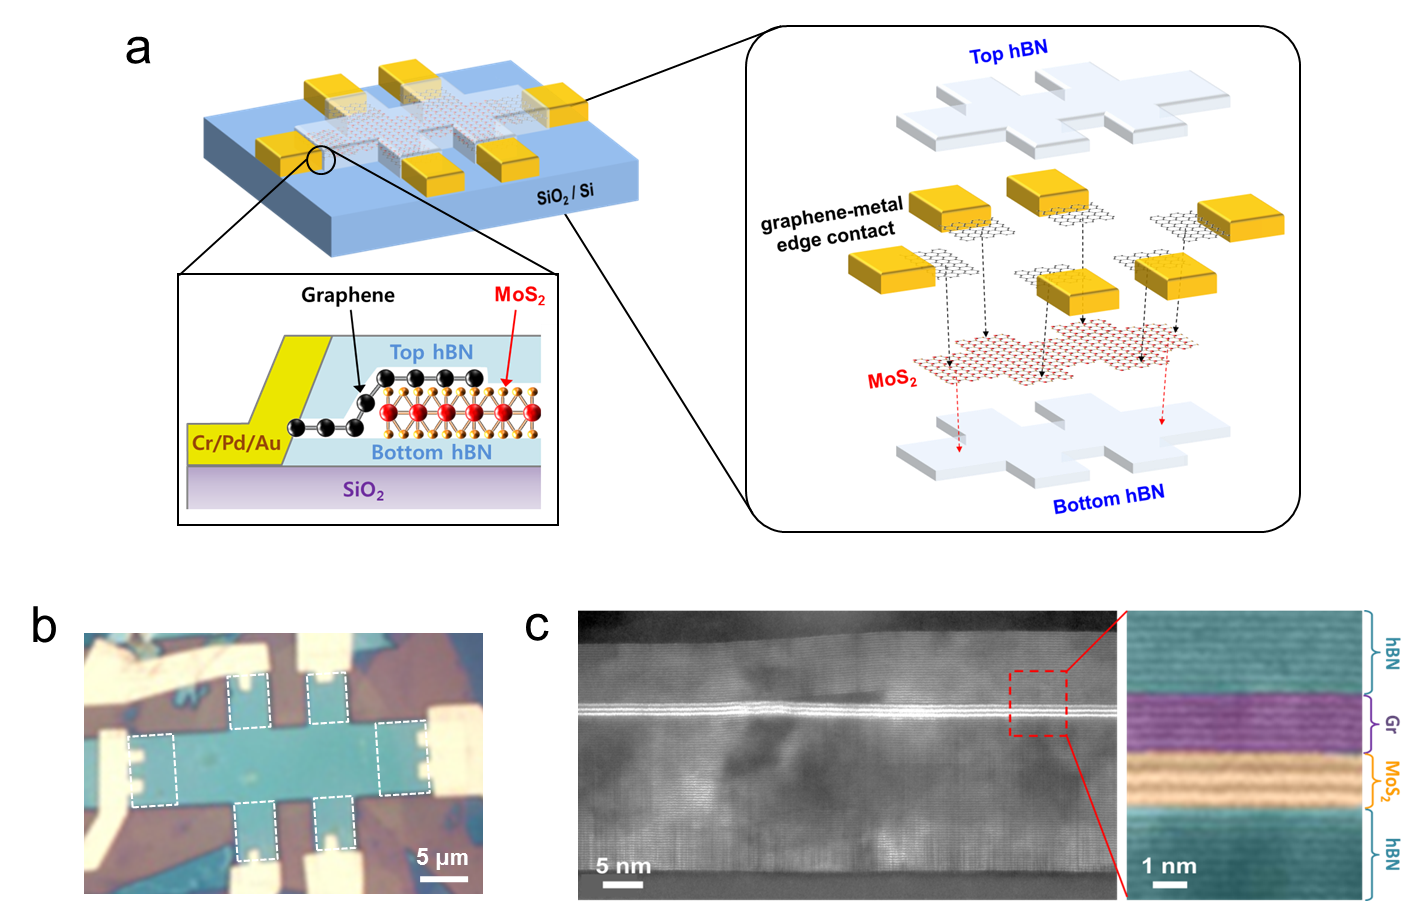 a
Top hBN
SiO2 / Si
graphene-metal
edge contact
MoS2
Bottom hBN
Graphene
MoS2
Top hBN
Cr/Pd/Au
Bottom hBN
SiO2
b
5 μm
c
5 nm
1 nm
hBN
Gr
MoS2
hBN